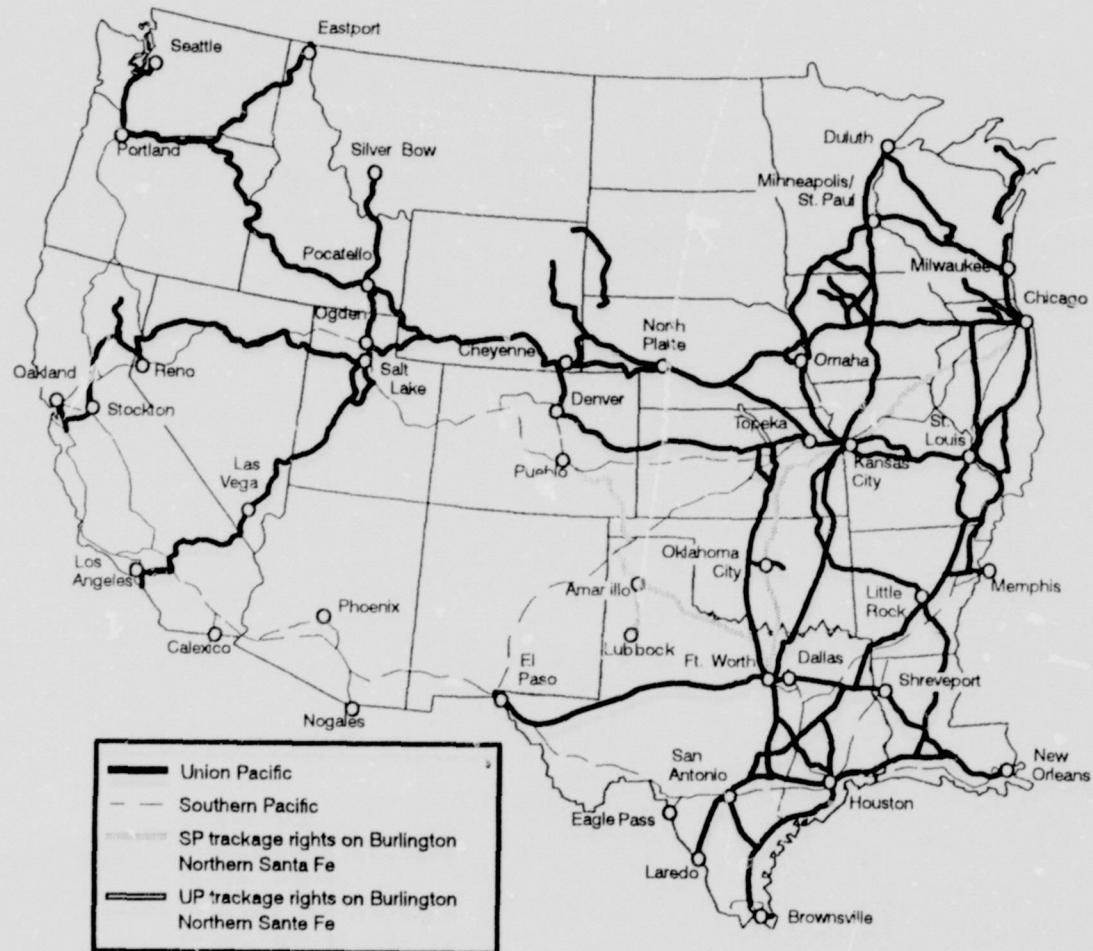 Eastport
Seattle
Portland
Silver Bow
Duluth
Minneapolis/
St. Paul
Pocatello
Milwaukee
Chicago
Ogden
North
Platte
Cheyenne
Omaha
Reno
Salt
Lake
Oakland
Stockton
Denver
Topeka
St.
Louis
Las
Vega
Pueblo
Kansas
City
Los
Angeles
Oklahoma
City
Amarillo
Little
Rock
Memphis
Phoenix
Calexico
Lubbock
Ft. Worth
Dallas
El
Paso
Shreveport
Nogales
San
Antonio
New
Orleans
Houston
Eagle Pass
Laredo
Brownsville
Union Pacific
Southern Pacific
SP trackage rights on Burlington
Northern Santa Fe
UP trackage rights on Burlington
Northern Sante Fe